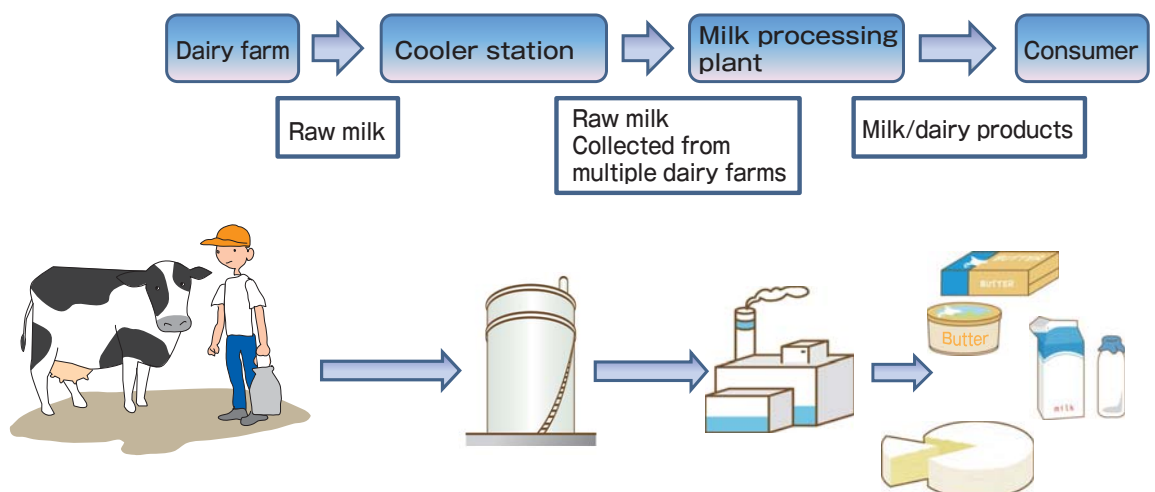 Dairy farm
Cooler station
Milk processing
plant
Consumer
Raw milk
Raw milk
Collected from
multiple dairy farms
Milk/dairy products
BUTTER
BUTTER
Butter
milk